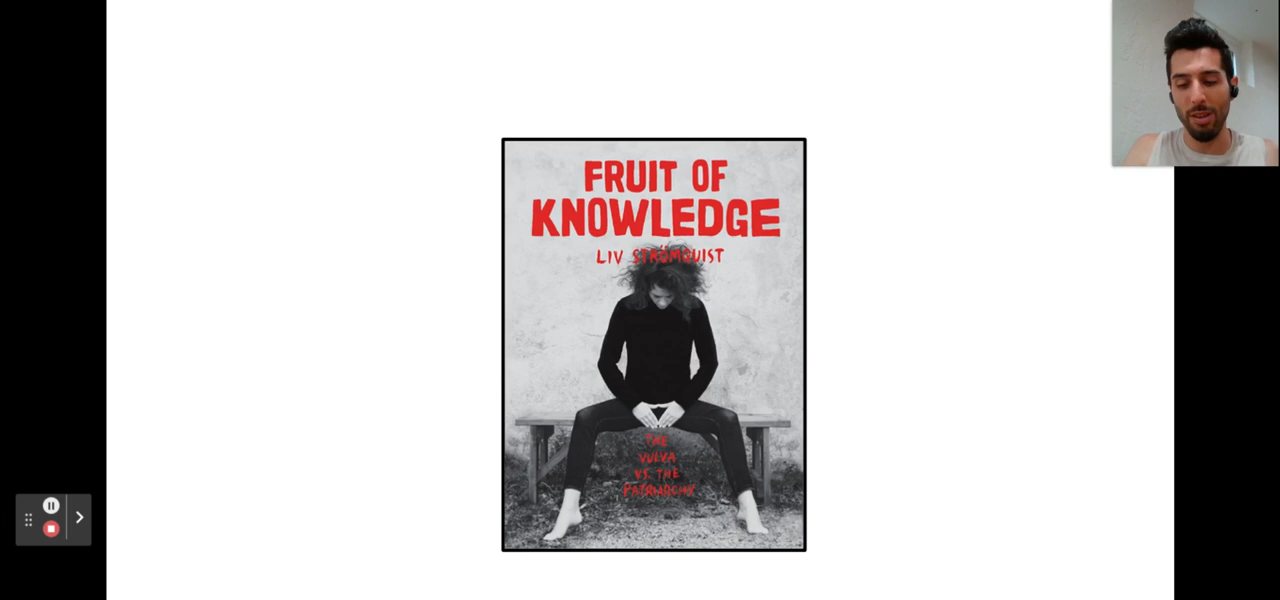 FRUIT OF
KNOWLEDGE
LIV STRÖMQUIST
THE
VULVA
VS. THE
PATRIARCHY